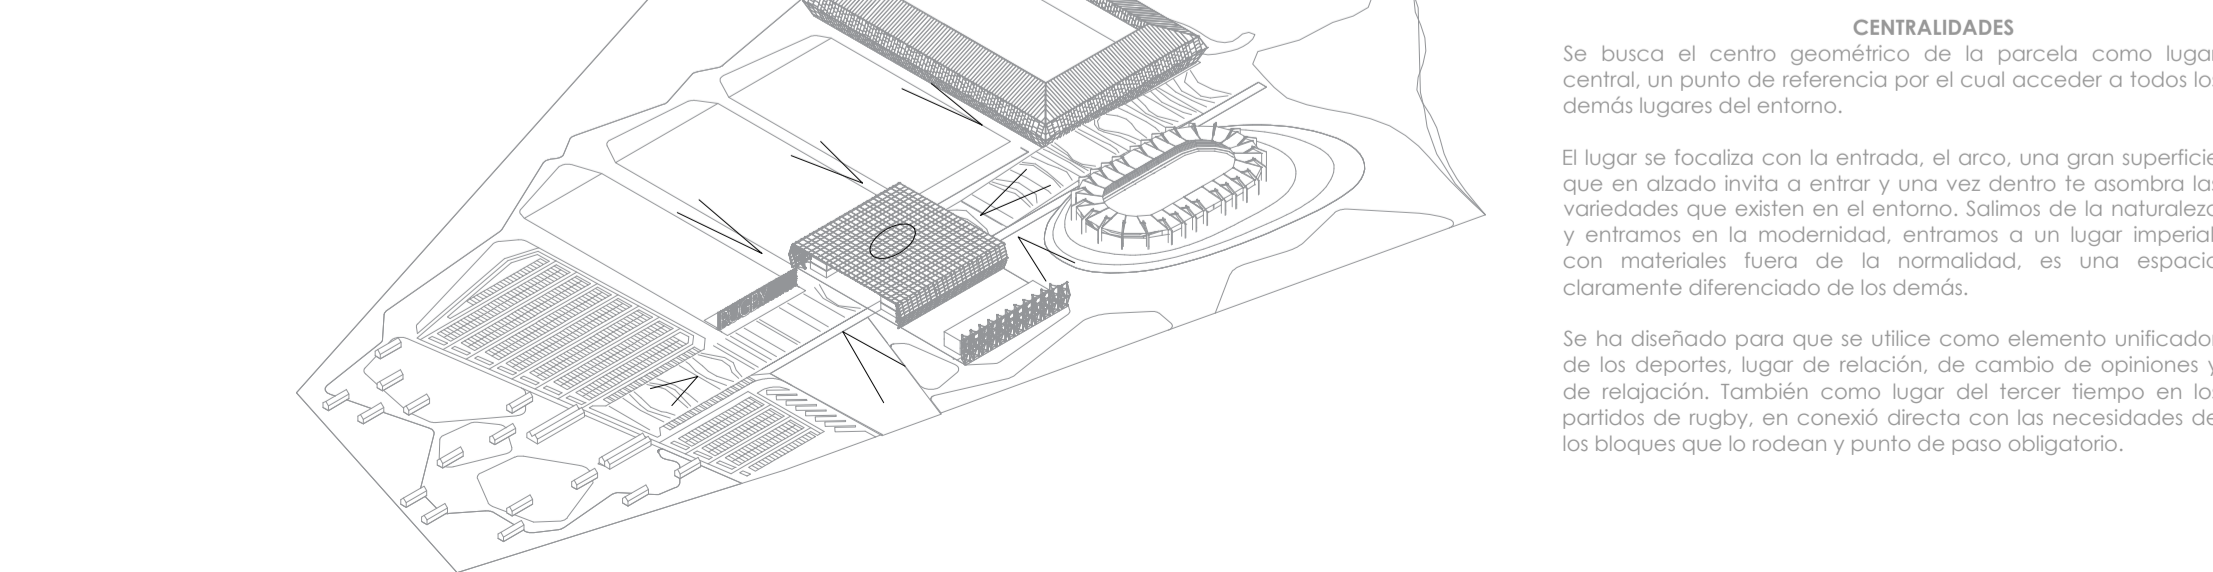 CENTRALIDADES
Se busca el centro geométrico de la parcela como lugar
central, un punto de referencia por el cual acceder a todos los
demás lugares del entorno.
El lugar se focaliza con la entrada, el arco, una gran superficie
que en alzado invita a entrar y una vez dentro te asombra las
variedades que existen en el entorno. Salimos de la naturaleza
y entramos en la modernidad, entramos a un lugar imperial
con materiales fuera de la normalidad, es una espacio
claramente diferenciado de los demás.
Se ha diseñado para que se utilice como elemento unificador
de los deportes, lugar de relación, de cambio de opiniones y
de relajación. También como lugar del tercer tiempo en los
partidos de rugby, en conexió directa con las necesidades de
los bloques que lo rodean y punto de paso obligatorio.
RUGBY